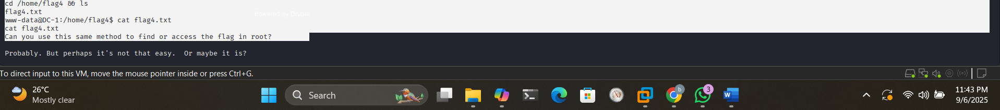 cd /home/flag4 && ls
flag4.txt
Powered by Drupal
www-data@DC-1:/home/flag4$ cat flag4.txt
cat flag4.txt
Can you use this same method to find or access the flag in root?
Probably. But perhaps it's not that easy.  Or maybe it is?
To direct input to this VM, move the mouse pointer inside or press Ctrl+G.
26°C
Mostly clear
Search
b
3
W
11:43 PM
9/6/2025